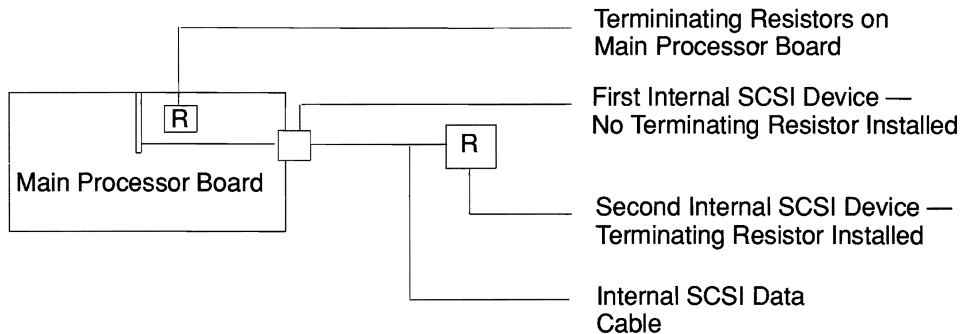 Termininating Resistors on
Main Processor Board
R
First Internal SCSI Device —
No Terminating Resistor Installed
R
Main Processor Board
Second Internal SCSI Device —
Terminating Resistor Installed
Internal SCSI Data
Cable